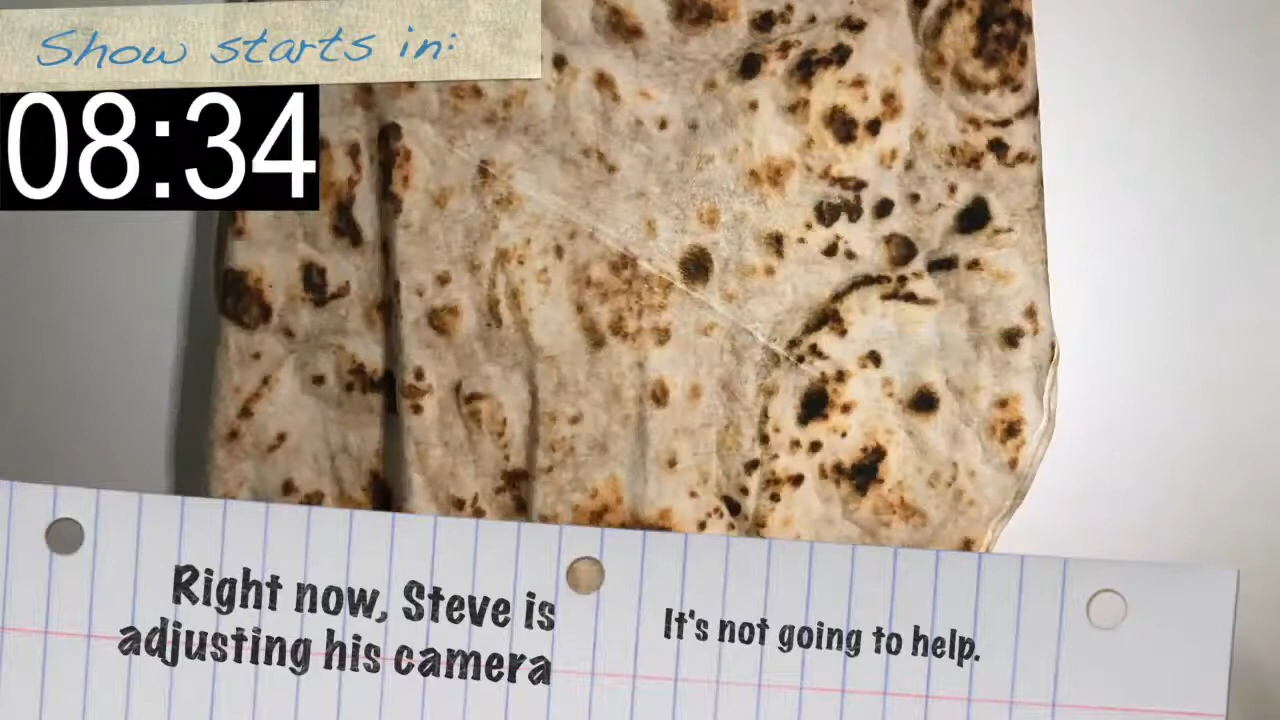 Show starts in:
08:34
Right now, Steve is
adjusting his camera
It's not going to help.